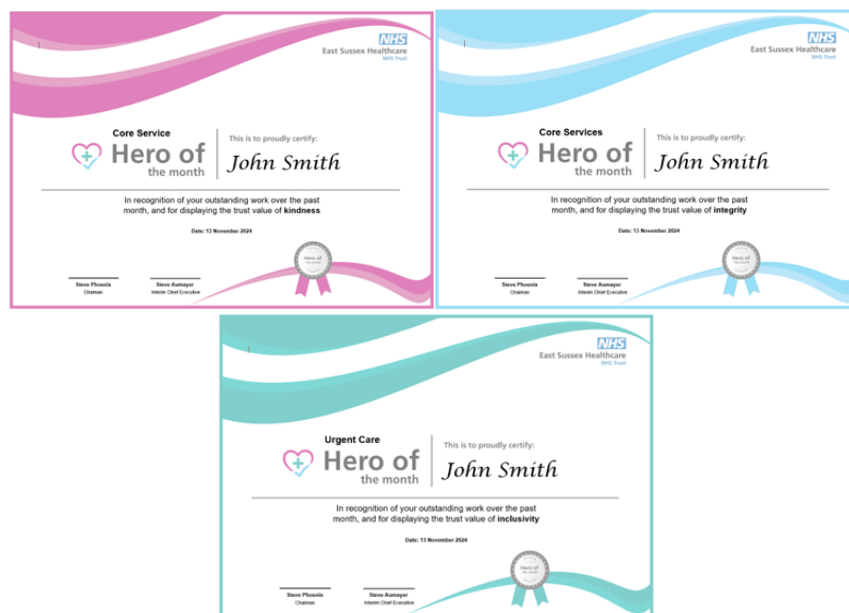 NHS
East Sussex Healthcare
NHS Trust
Core Service
Hero of
the month
This is to proudly certify:
John Smith
In recognition of your outstanding work over the past
month, and for displaying the trust value of kindness
Date: 13 November 2024
Hero of
the month
Steve Phoenix
Chairman
Steve Aumayer
Interim Chief Executive
NHS
East Sussex Healthcare
NHS Trust
Core Services
Hero of
the month
This is to proudly certify:
John Smith
In recognition of your outstanding work over the past
month, and for displaying the trust value of integrity
Date: 13 November 2024
Hero of
the month
Steve Phoenix
Chairman
Steve Aumayer
Interim Chief Executive
NHS
East Sussex Healthcare
NHS Trust
Urgent Care
Hero of
the month
This is to proudly certify:
John Smith
In recognition of your outstanding work over the past
month, and for displaying the trust value of inclusivity
Date: 13 November 2024
Hero of
the month
Steve Phoenix
Chairman
Steve Aumayer
Interim Chief Executive